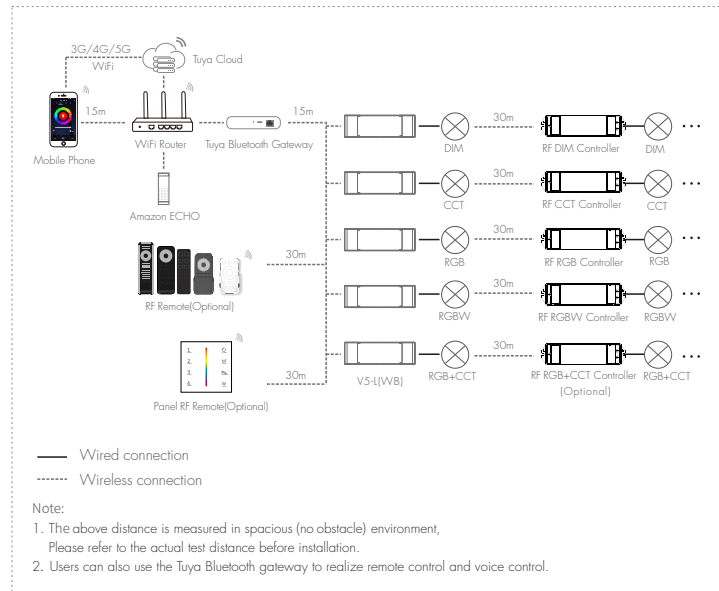 3G/4G/5G
WiFi
Tuya Cloud
15m
15m
Mobile Phone
WiFi Router
Tuya Bluetooth Gateway
Amazon ECHO
30m
RF Remote(Optional)
1.
2.
3.
4.
30m
Panel RF Remote(Optional)
DIM
30m
RF DIM Controller
DIM
...
CCT
30m
RF CCT Controller
CCT
...
RGB
30m
RF RGB Controller
RGB
...
RGBW
30m
RF RGBW Controller
RGBW
...
V5-L(WB)
RGB+CCT
30m
RF RGB+CCT Controller
(Optional)
RGB+CCT
...
Wired connection
Wireless connection
Note:
1. The above distance is measured in spacious (no obstacle) environment,
Please refer to the actual test distance before installation.
2. Users can also use the Tuya Bluetooth gateway to realize remote control and voice control.